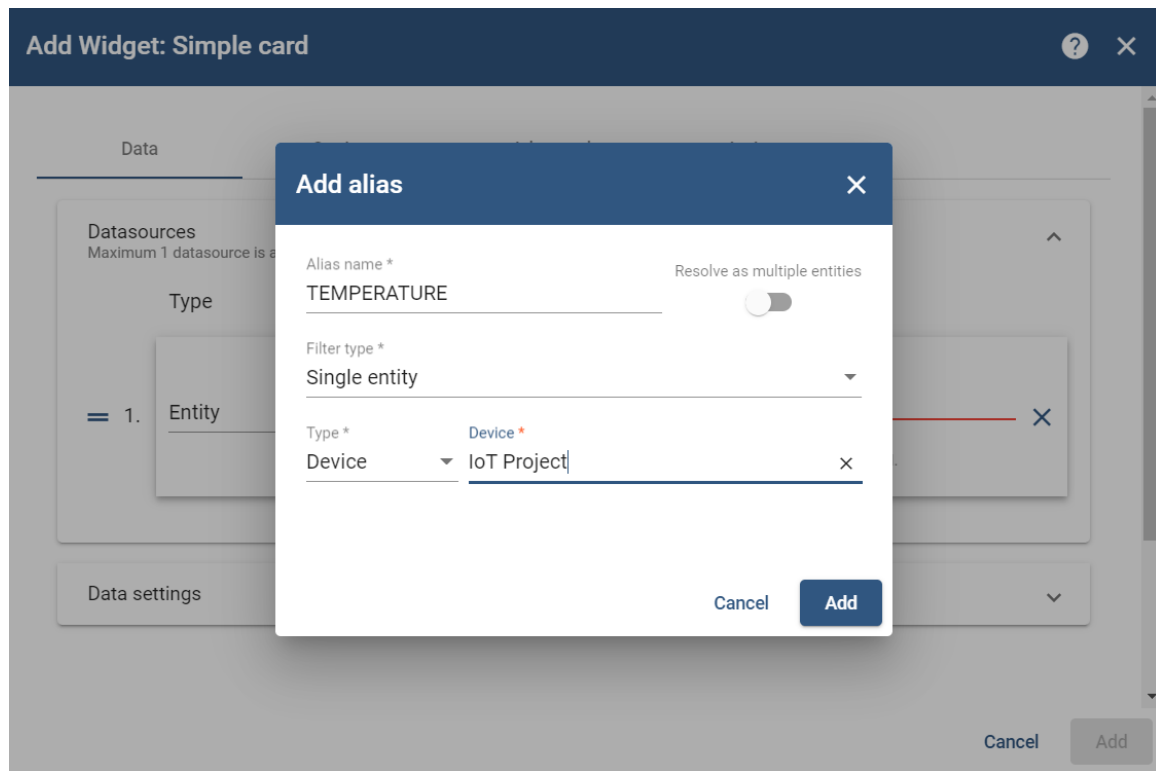 Add Widget: Simple card
Data
Add alias
Datasources
Maximum 1 datasource is a
Alias name *
Resolve as multiple entities
TEMPERATURE
Type
Filter type *
Single entity
1.
Entity
Type *
Device *
Device
IoT Project
Data settings
Cancel
Add
Cancel
Add